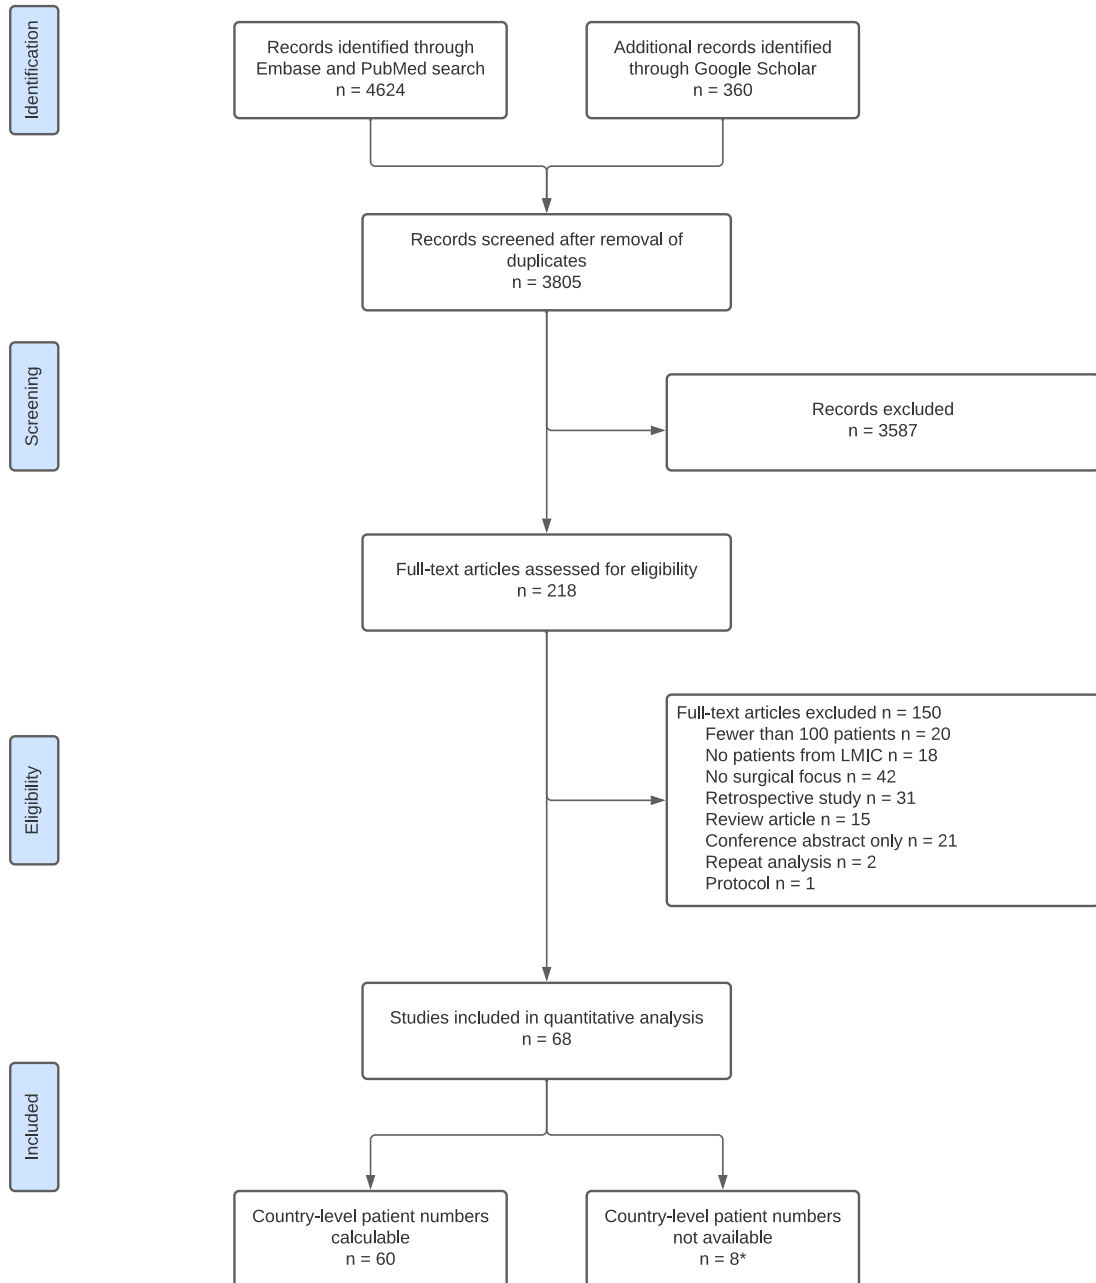 Identification
Records identified through
Embase and PubMed search
n = 4624
Additional records identified
through Google Scholar
n = 360
Records screened after removal of
duplicates
n = 3805
Screening
Records excluded
n = 3587
Full-text articles assessed for eligibility
n = 218
Eligibility
Full-text articles excluded n = 150
Fewer than 100 patients n = 20
No patients from LMIC n = 18
No surgical focus n = 42
Retrospective study n = 31
Review article n = 15
Conference abstract only n = 21
Repeat analysis n = 2
Protocol n = 1
Studies included in quantitative analysis
n = 68
Included
Country-level patient numbers
calculable
n = 60
Country-level patient numbers
not available
n = 8*